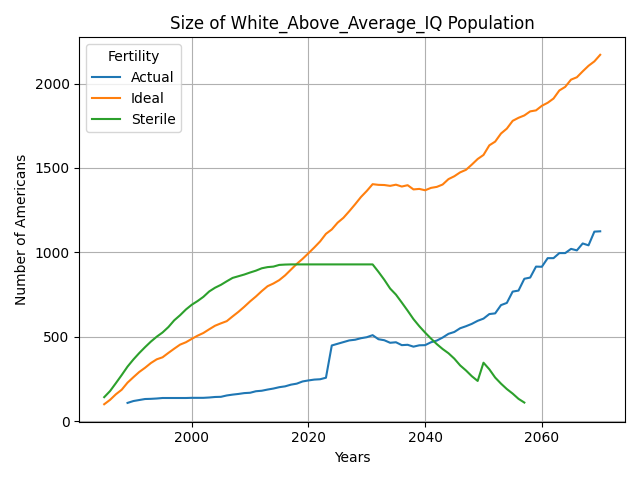 Size of White_Above_Average_IQ Population
Fertility
Actual
Ideal
Sterile
2000
1500
1000
500
0
Number of Americans
2000
2020
2040
2060
Years